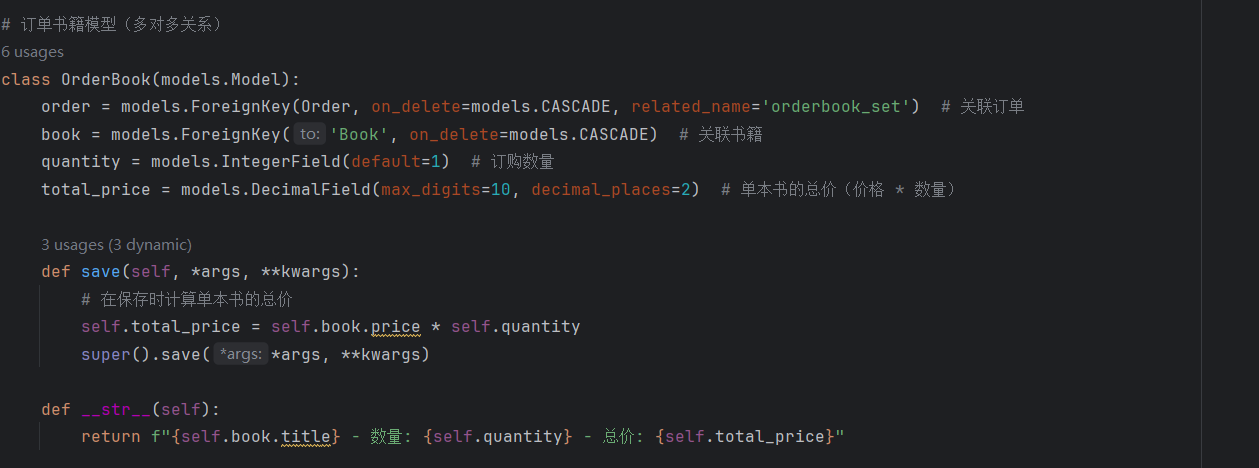 # 订单书籍模型（多对多关系）
6 usages
class OrderBook(models.Model):
    order = models.ForeignKey(Order, on_delete=models.CASCADE, related_name='orderbook_set')  # 关联订单
    book = models.ForeignKey( to: 'Book', on_delete=models.CASCADE)  # 关联书籍
    quantity = models.IntegerField(default=1)  # 订购数量
    total_price = models.DecimalField(max_digits=10, decimal_places=2)  # 单本书的总价（价格 * 数量）
    3 usages (3 dynamic)
    def save(self, *args, **kwargs):
        # 在保存时计算单本书的总价
        self.total_price = self.book.price * self.quantity
        super().save( *args: *args, **kwargs)
    def __str__(self):
        return f"{self.book.title} - 数量: {self.quantity} - 总价: {self.total_price}"